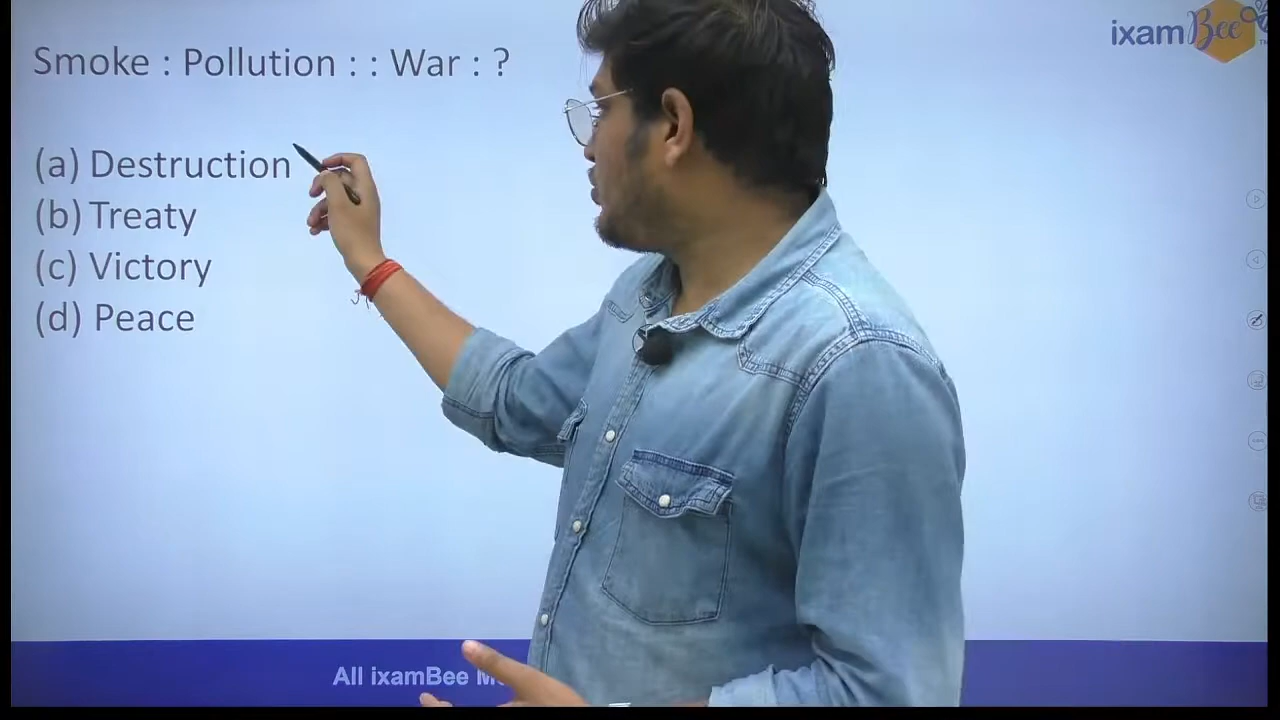 Smoke : Pollution : : War : ?
ixamBee
(a) Destruction
(b) Treaty
(c) Victory
(d) Peace
All ixamBee